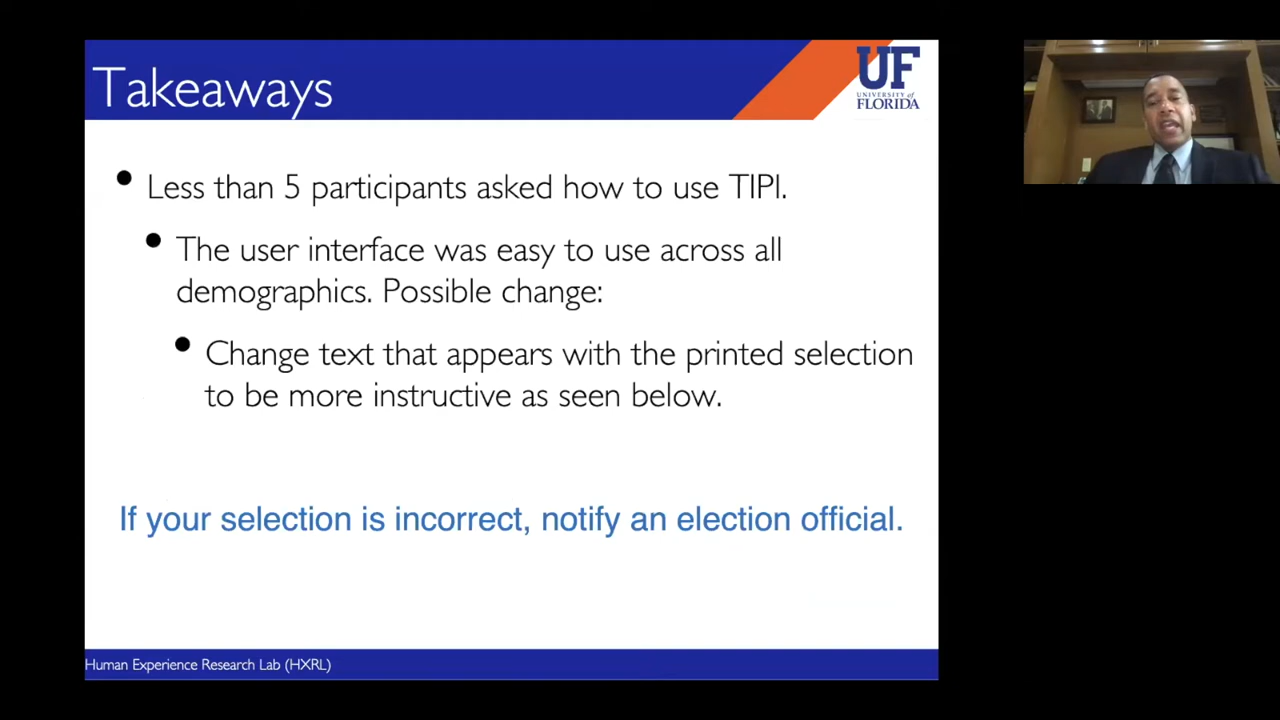 Takeaways
UF
UNIVERSITY of
FLORIDA
• Less than 5 participants asked how to use TIPI.
• The user interface was easy to use across all
demographics. Possible change:
• Change text that appears with the printed selection
to be more instructive as seen below.
If your selection is incorrect, notify an election official.
Human Experience Research Lab (HXRL)